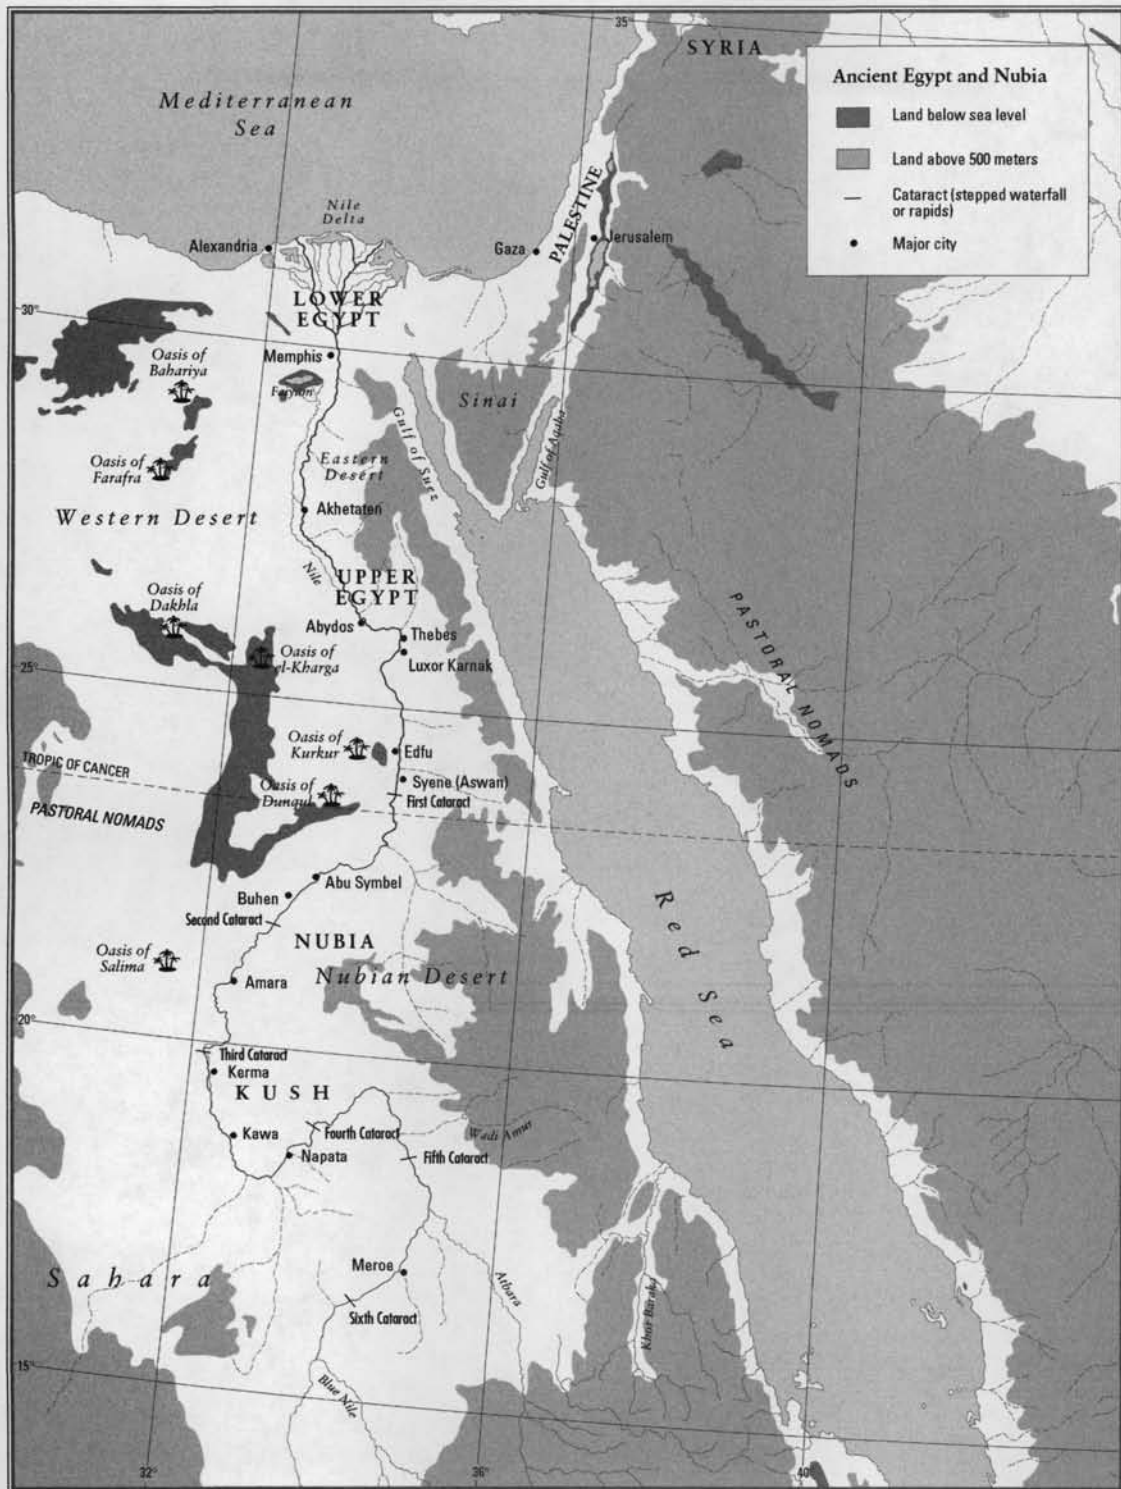 35°
SYRIA
Ancient Egypt and Nubia
Land below sea level
Land above 500 meters
Cataract (stepped waterfall
or rapids)
Major city
Mediterranean
Sea
Nile
Delta
Alexandria
Gaza
PALESTINE
Jerusalem
LOWER
EGYPT
30°
Oasis of
Bahariya
Memphis
Faiyum
Sinai
Gulf of Suez
Gulf of Aqaba
Oasis of
Farafra
Eastern
Desert
Western Desert
Akhetaten
Nile
UPPER
EGYPT
Oasis of
Dakhla
Abydos
Thebes
Luxor Karnak
Oasis of
el-Kharga
PASTORAL NOMADS
25°
Oasis of
Kurkur
Edfu
TROPIC OF CANCER
Oasis of
Dunqul
Syene (Aswan)
First Cataract
PASTORAL NOMADS
Abu Symbel
Buhen
Second Cataract
Red Sea
NUBIA
Oasis of
Salima
Nubian Desert
Amara
20°
Third Cataract
Kerma
KUSH
Kawa
Fourth Cataract
Wadi Amur
Napata
Fifth Cataract
Sahara
Meroe
Atbara
Sixth Cataract
Khor Baraka
15°
Blue Nile
32°
36°
40°